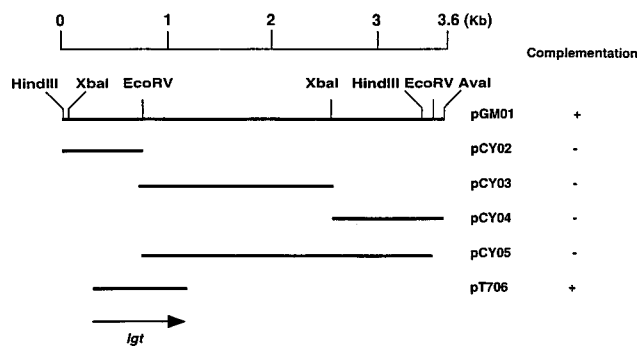 0 1 2 3 3.6 (Kb)
Complementation
HindIII XbaI EcoRV XbaI HindIII EcoRV AvaI
pGM01 +
pCY02 -
pCY03 -
pCY04 -
pCY05 -
pT706 +
lgt